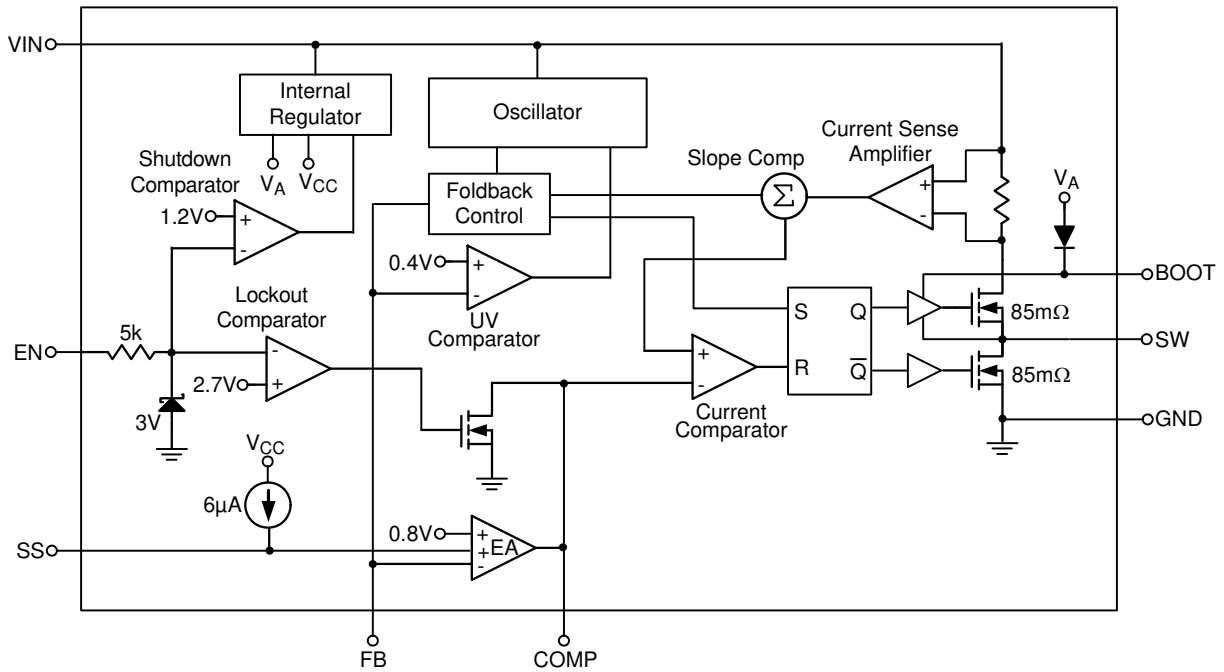 VIN
Internal
Regulator
Oscillator
Current Sense
Amplifier
Shutdown
Comparator
VA
VCC
Slope Comp
Foldback
Control
Σ
+
-
VA
1.2V
+
-
0.4V
+
-
BOOT
Lockout
Comparator
UV
Comparator
S
Q
85mΩ
5k
EN
-
+
2.7V
+
-
R
Q̅
SW
85mΩ
3V
Current
Comparator
GND
VCC
6µA
0.8V
+
+
-
EA
SS
FB
COMP